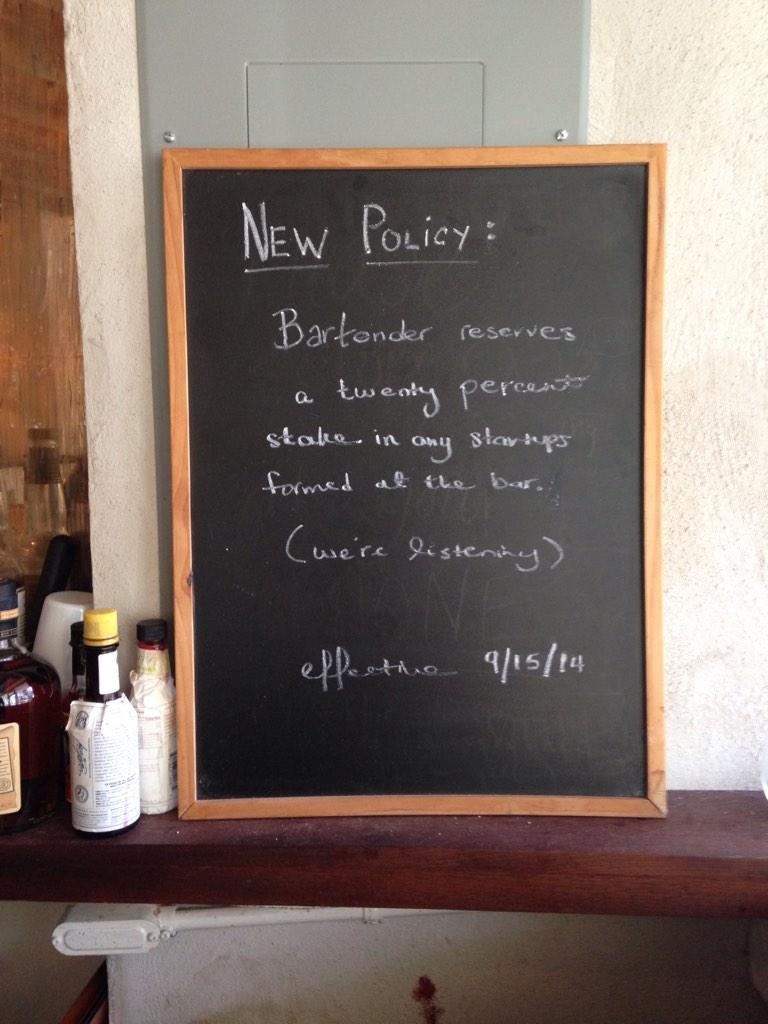 New Policy:
Bartender reserves
a twenty percent
stake in any startups
formed at the bar.
(we're listening)
effective 9/15/14